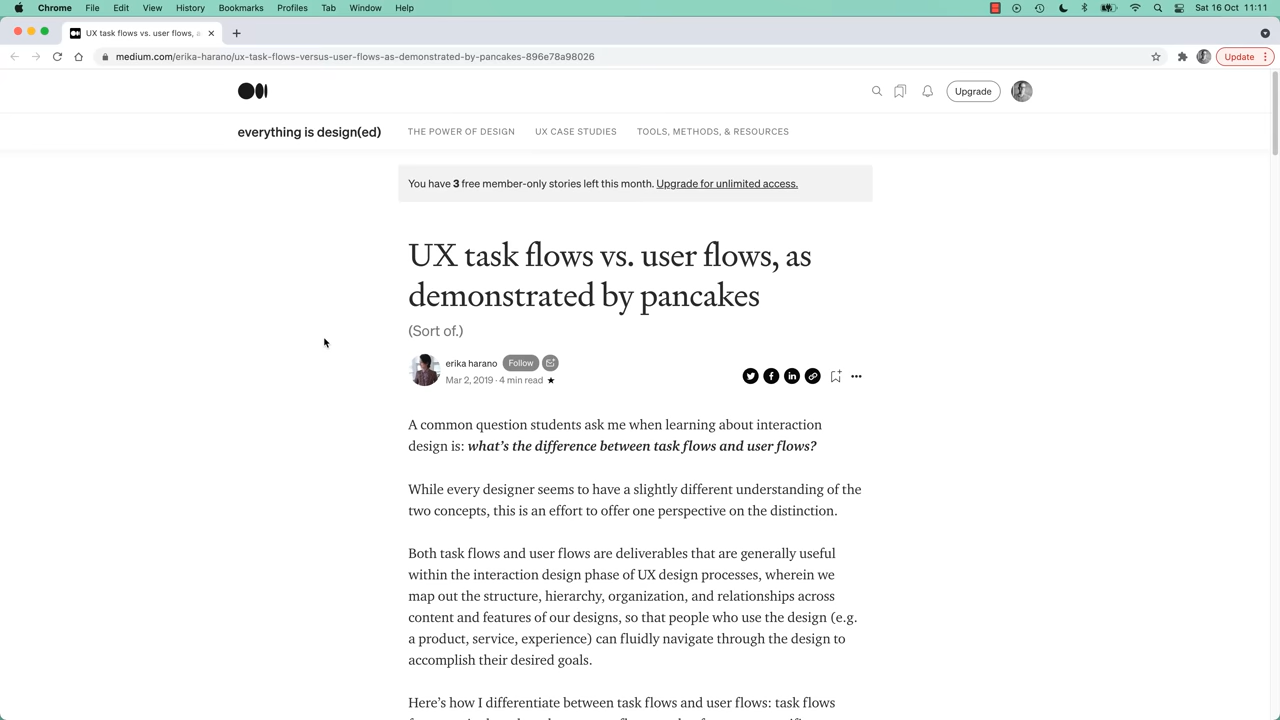 Chrome File Edit View History Bookmarks Profiles Tab Window Help Sat 16 Oct 11:11
UX task flows vs. user flows, a
medium.com/erika-harano/ux-task-flows-versus-user-flows-as-demonstrated-by-pancakes-896e78a98026 Update
Upgrade
everything is design(ed) THE POWER OF DESIGN UX CASE STUDIES TOOLS, METHODS, & RESOURCES
You have 3 free member-only stories left this month. Upgrade for unlimited access.
UX task flows vs. user flows, as
demonstrated by pancakes
(Sort of.)
erika harano Follow
Mar 2, 2019 · 4 min read ★
A common question students ask me when learning about interaction
design is: what’s the difference between task flows and user flows?
While every designer seems to have a slightly different understanding of the
two concepts, this is an effort to offer one perspective on the distinction.
Both task flows and user flows are deliverables that are generally useful
within the interaction design phase of UX design processes, wherein we
map out the structure, hierarchy, organization, and relationships across
content and features of our designs, so that people who use the design (e.g.
a product, service, experience) can fluidly navigate through the design to
accomplish their desired goals.
Here’s how I differentiate between task flows and user flows: task flows